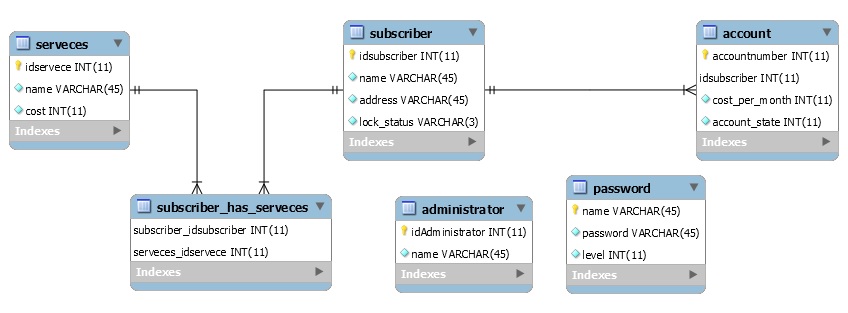 serveces
idservece INT(11)
name VARCHAR(45)
cost INT(11)
Indexes
subscriber
idsubscriber INT(11)
name VARCHAR(45)
address VARCHAR(45)
lock_status VARCHAR(3)
Indexes
account
accountnumber INT(11)
idsubscriber INT(11)
cost_per_month INT(11)
account_state INT(11)
Indexes
subscriber_has_serveces
subscriber_idsubscriber INT(11)
serveces_idservece INT(11)
Indexes
administrator
idAdministrator INT(11)
name VARCHAR(45)
Indexes
password
name VARCHAR(45)
password VARCHAR(45)
level INT(11)
Indexes